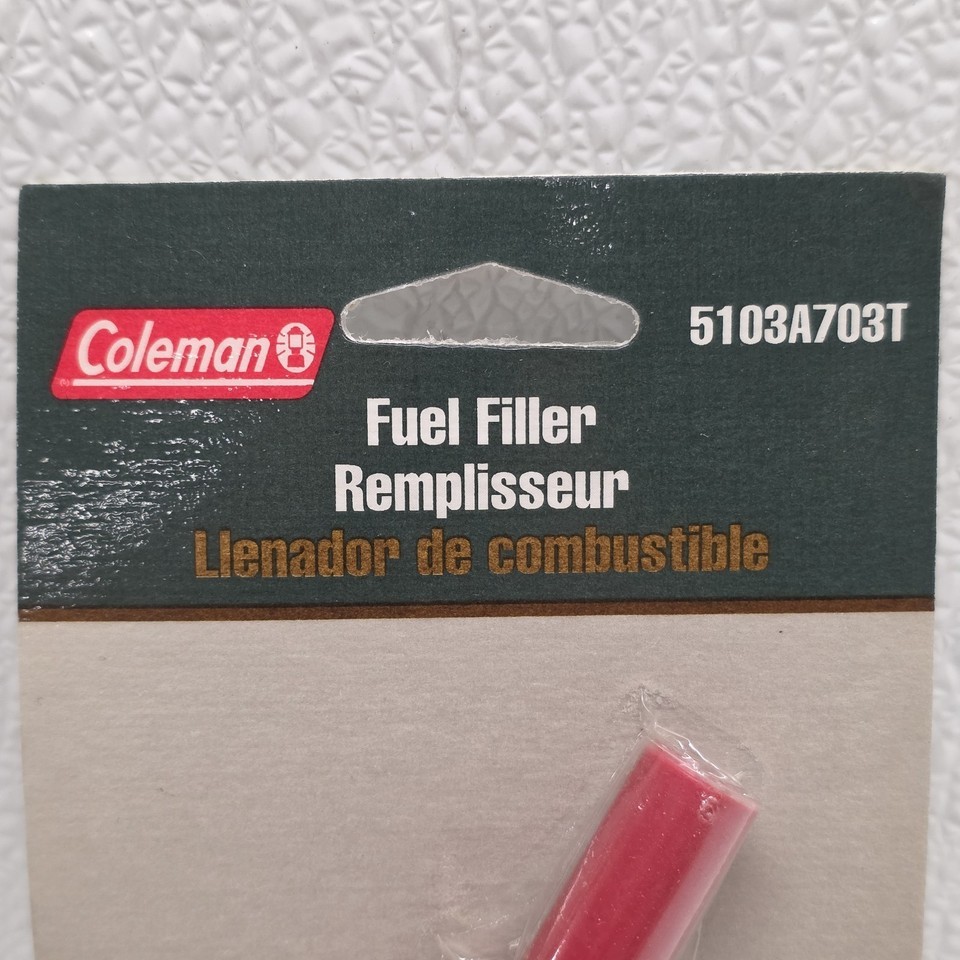 Coleman
5103A703T
Fuel Filler
Remplisseur
Llenador de combustible